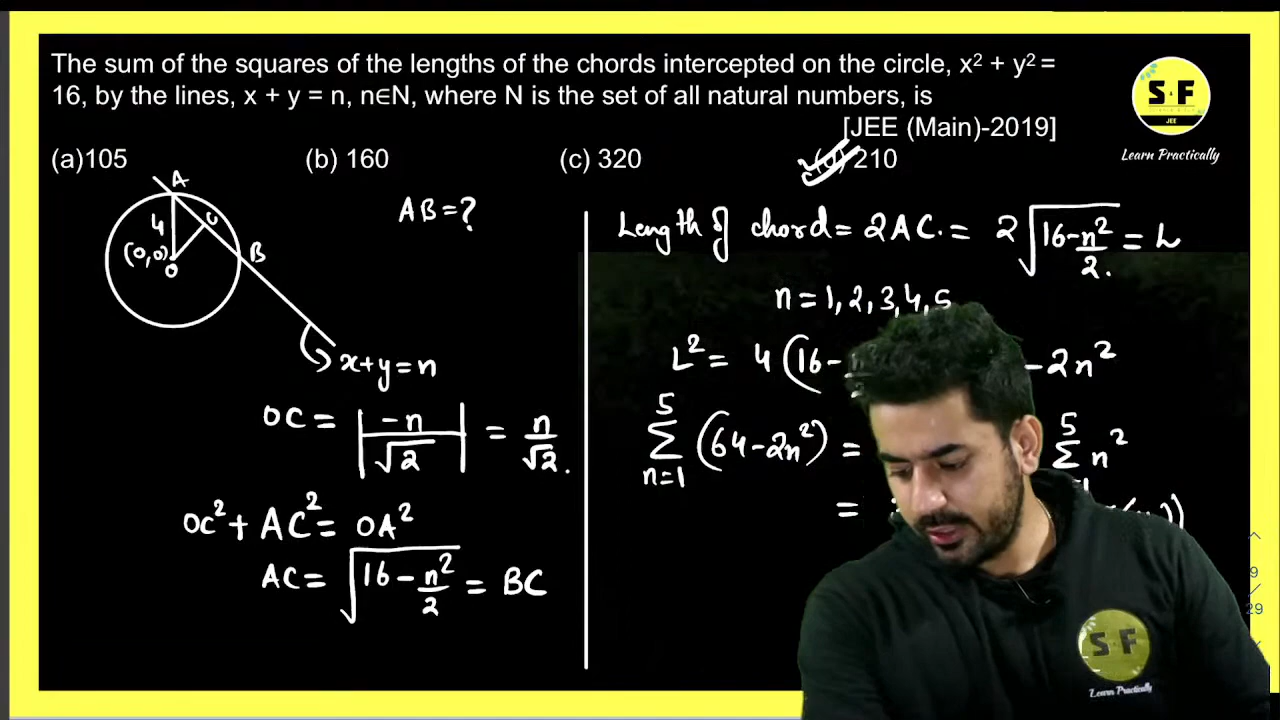 The sum of the squares of the lengths of the chords intercepted on the circle, x² + y² =
16, by the lines, x + y = n, n∈N, where N is the set of all natural numbers, is
[JEE (Main)-2019]
(a)105 (b) 160 (c) 320 (d) 210
S F
JEE
Learn Practically
A
4
C
(0,0)
O
B
x+y=n
AB=?
OC = |-n/√2| = n/√2.
OC² + AC² = OA²
AC = √(16-n²/2) = BC
Length of chord = 2AC. = 2√(16-n²/2.) = L
n=1,2,3,4,5
L² = 4(16- -2n²
5
Σ (64-2n²) =
n=1
5
Σ n²
=
9
/
29
S F
Learn Practically